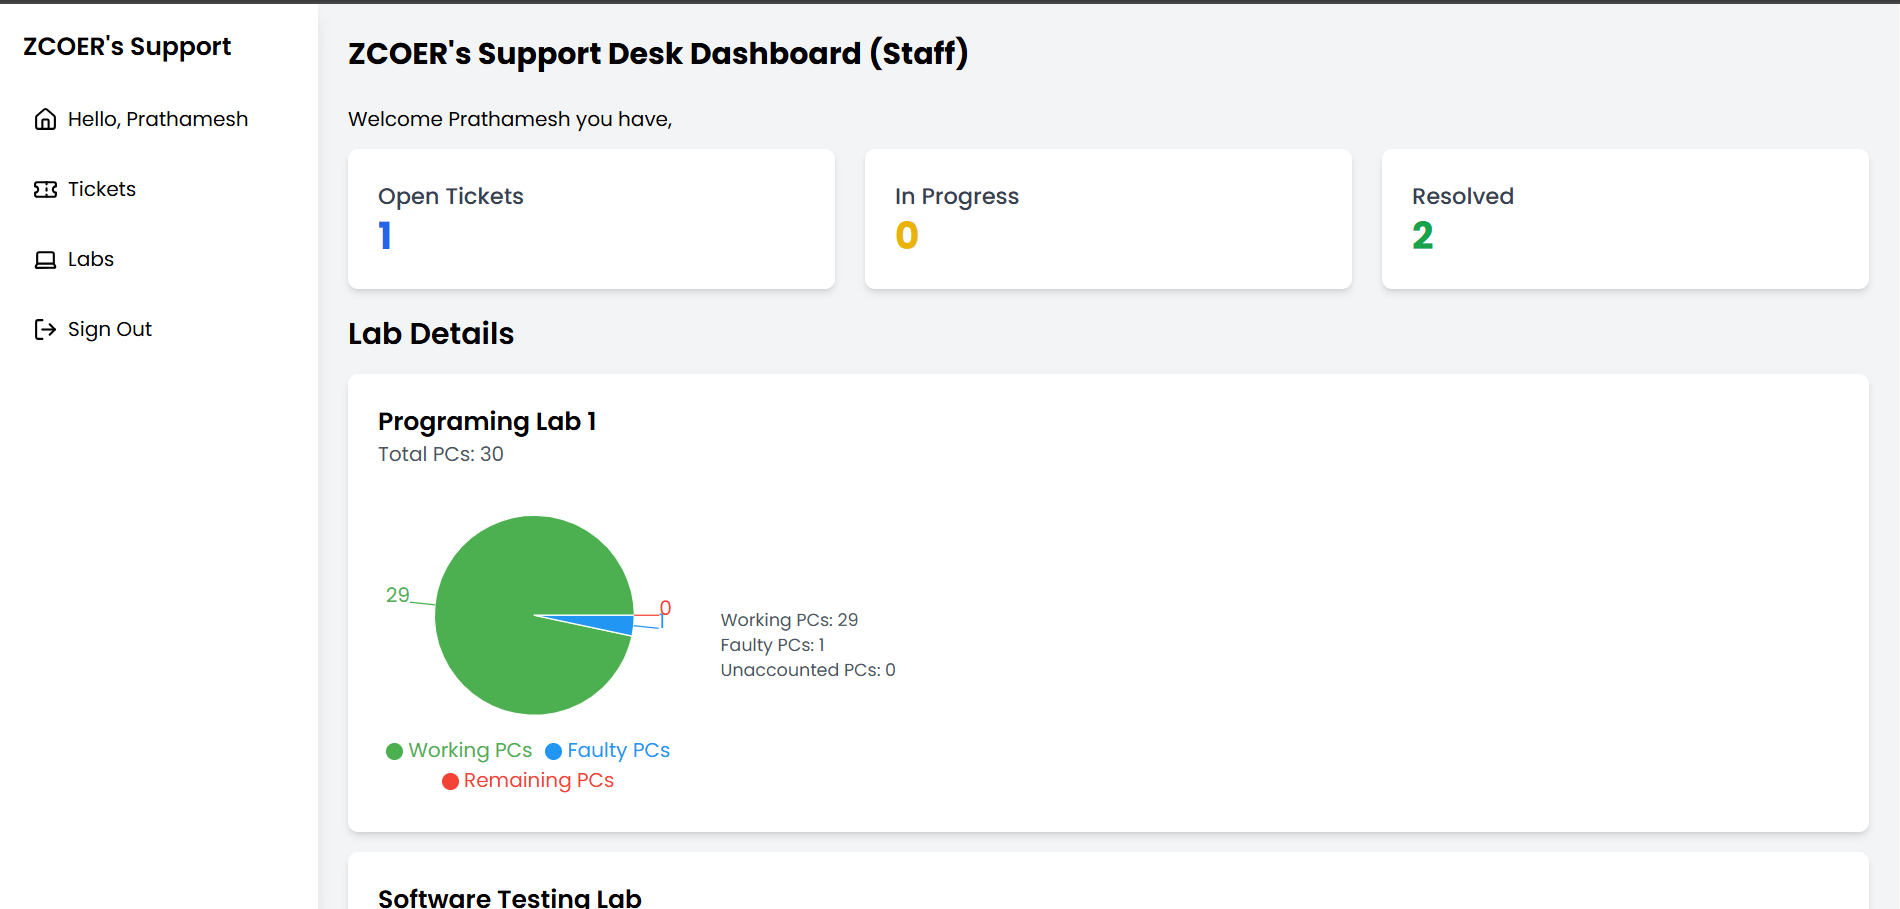 ZCOER's Support
Hello, Prathamesh
Tickets
Labs
Sign Out
ZCOER's Support Desk Dashboard (Staff)
Welcome Prathamesh you have,
Open Tickets
1
In Progress
0
Resolved
2
Lab Details
Programing Lab 1
Total PCs: 30
29
0
1
Working PCs: 29
Faulty PCs: 1
Unaccounted PCs: 0
Working PCs
Faulty PCs
Remaining PCs
Software Testing Lab